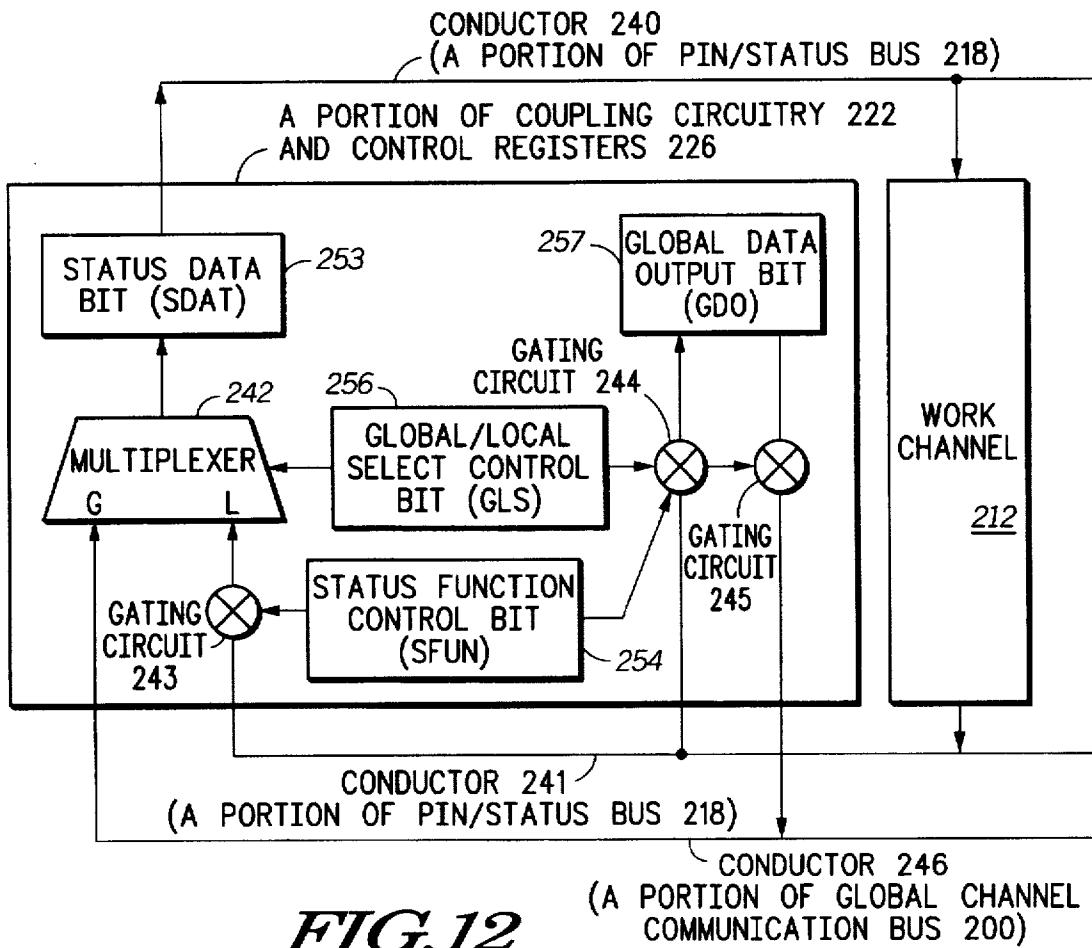 CONDUCTOR 240
(A PORTION OF PIN/STATUS BUS 218)
A PORTION OF COUPLING CIRCUITRY 222
AND CONTROL REGISTERS 226
STATUS DATA
BIT (SDAT)
253
257
GLOBAL DATA
OUTPUT BIT
(GDO)
GATING
CIRCUIT 244
242
MULTIPLEXER
G L
256
GLOBAL/LOCAL
SELECT CONTROL
BIT (GLS)
WORK
CHANNEL
212
GATING
CIRCUIT
245
GATING
CIRCUIT
243
STATUS FUNCTION
CONTROL BIT
(SFUN)
254
CONDUCTOR 241
(A PORTION OF PIN/STATUS BUS 218)
CONDUCTOR 246
(A PORTION OF GLOBAL CHANNEL
COMMUNICATION BUS 200)
FIG.12